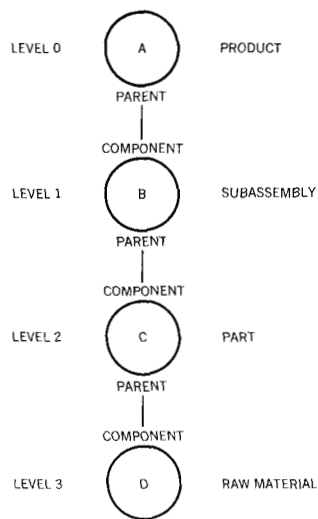 LEVEL 0 A PRODUCT
PARENT
COMPONENT
LEVEL 1 B SUBASSEMBLY
PARENT
COMPONENT
LEVEL 2 C PART
PARENT
COMPONENT
LEVEL 3 D RAW MATERIAL